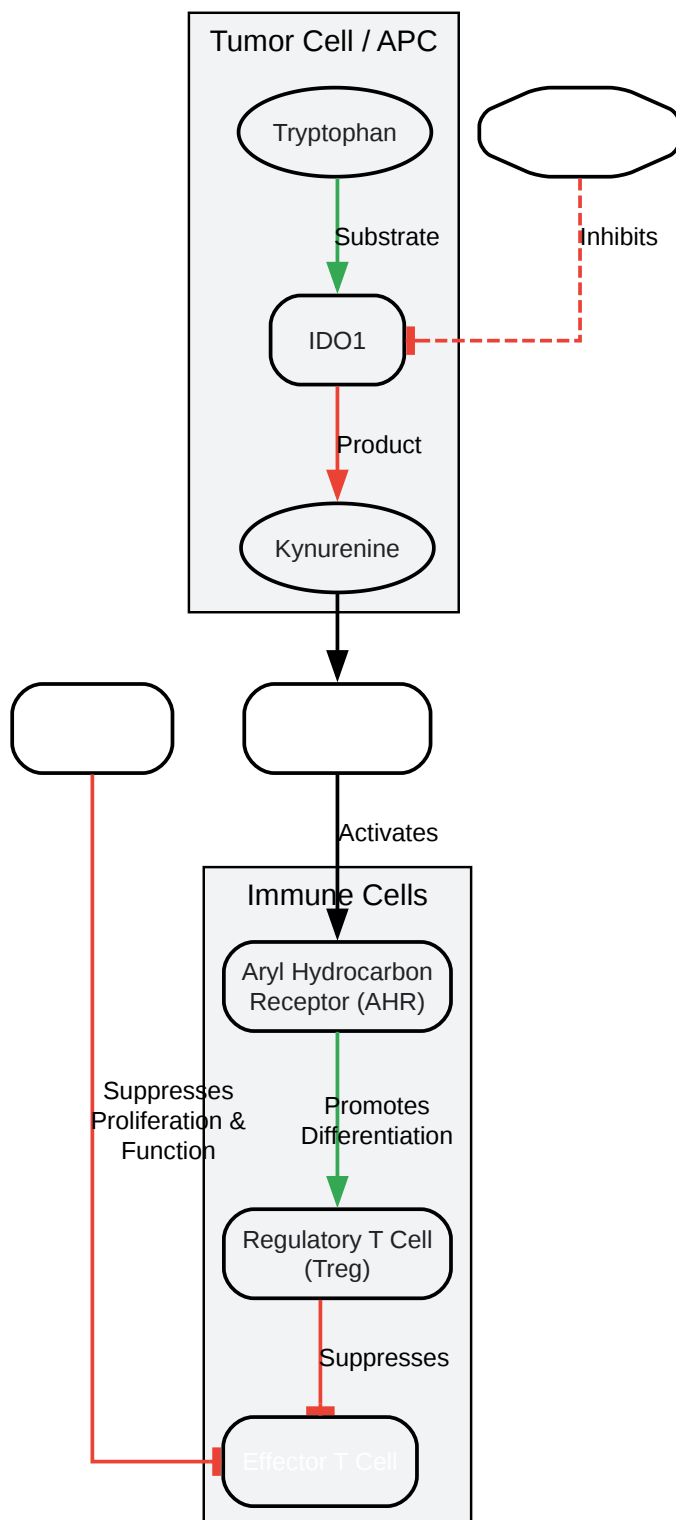 Tumor Cell / APC
Tryptophan
Substrate
Inhibits
IDO1
Product
Kynurenine
Activates
Immune Cells
Aryl Hydrocarbon
Receptor (AHR)
Suppresses
Proliferation &
Function
Promotes
Differentiation
Regulatory T Cell
(Treg)
Suppresses
Effector T Cell